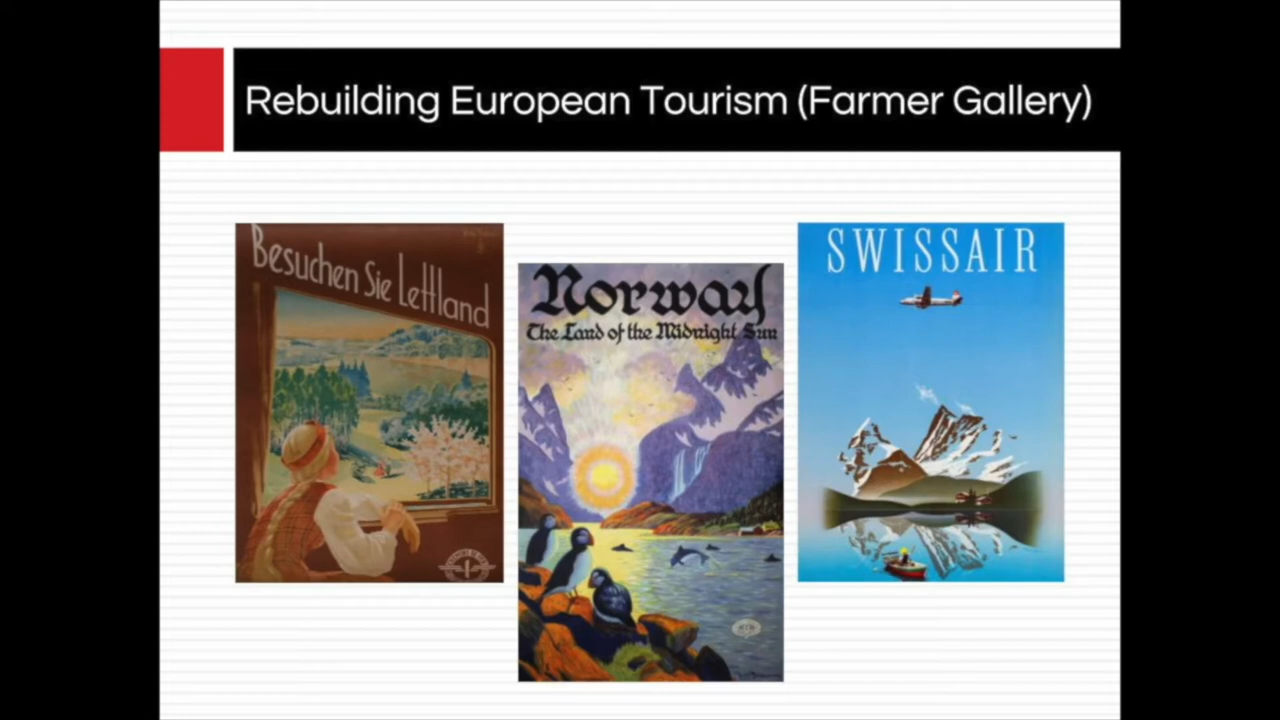 Rebuilding European Tourism (Farmer Gallery)
Besuchen Sie Lettland
Norway
The Land of the Midnight Sun
SWISSAIR